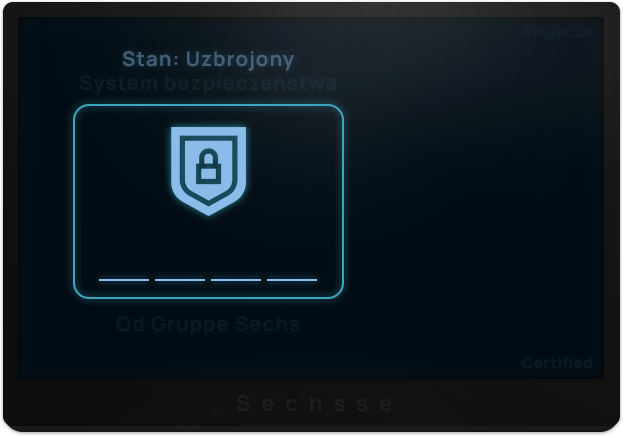 ProjectX
Stan: Uzbrojony
System bezpieczeństwa
Od Gruppe Sechs
Certified
Sechsse